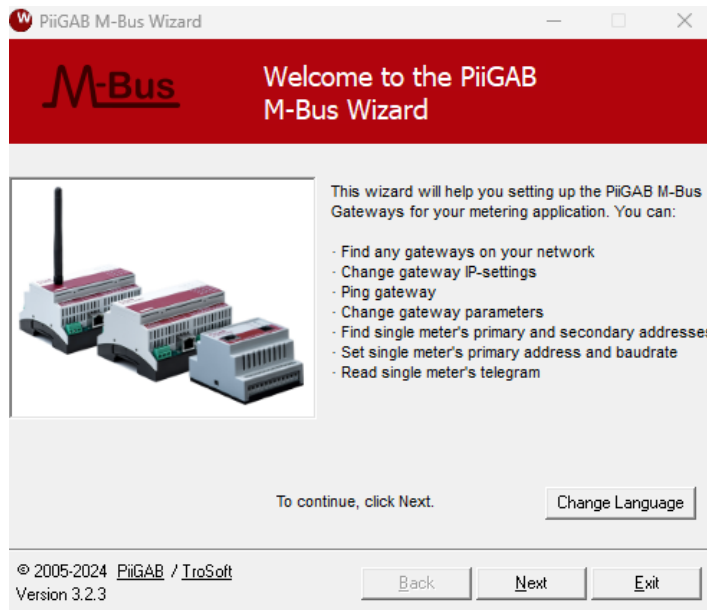 PiiGAB M-Bus Wizard
M-Bus
Welcome to the PiiGAB
M-Bus Wizard
This wizard will help you setting up the PiiGAB M-Bus
Gateways for your metering application. You can:
- Find any gateways on your network
- Change gateway IP-settings
- Ping gateway
- Change gateway parameters
- Find single meter's primary and secondary addresses
- Set single meter's primary address and baudrate
- Read single meter's telegram
To continue, click Next.
Change Language
© 2005-2024 PiiGAB / TroSoft
Version 3.2.3
Back
Next
Exit